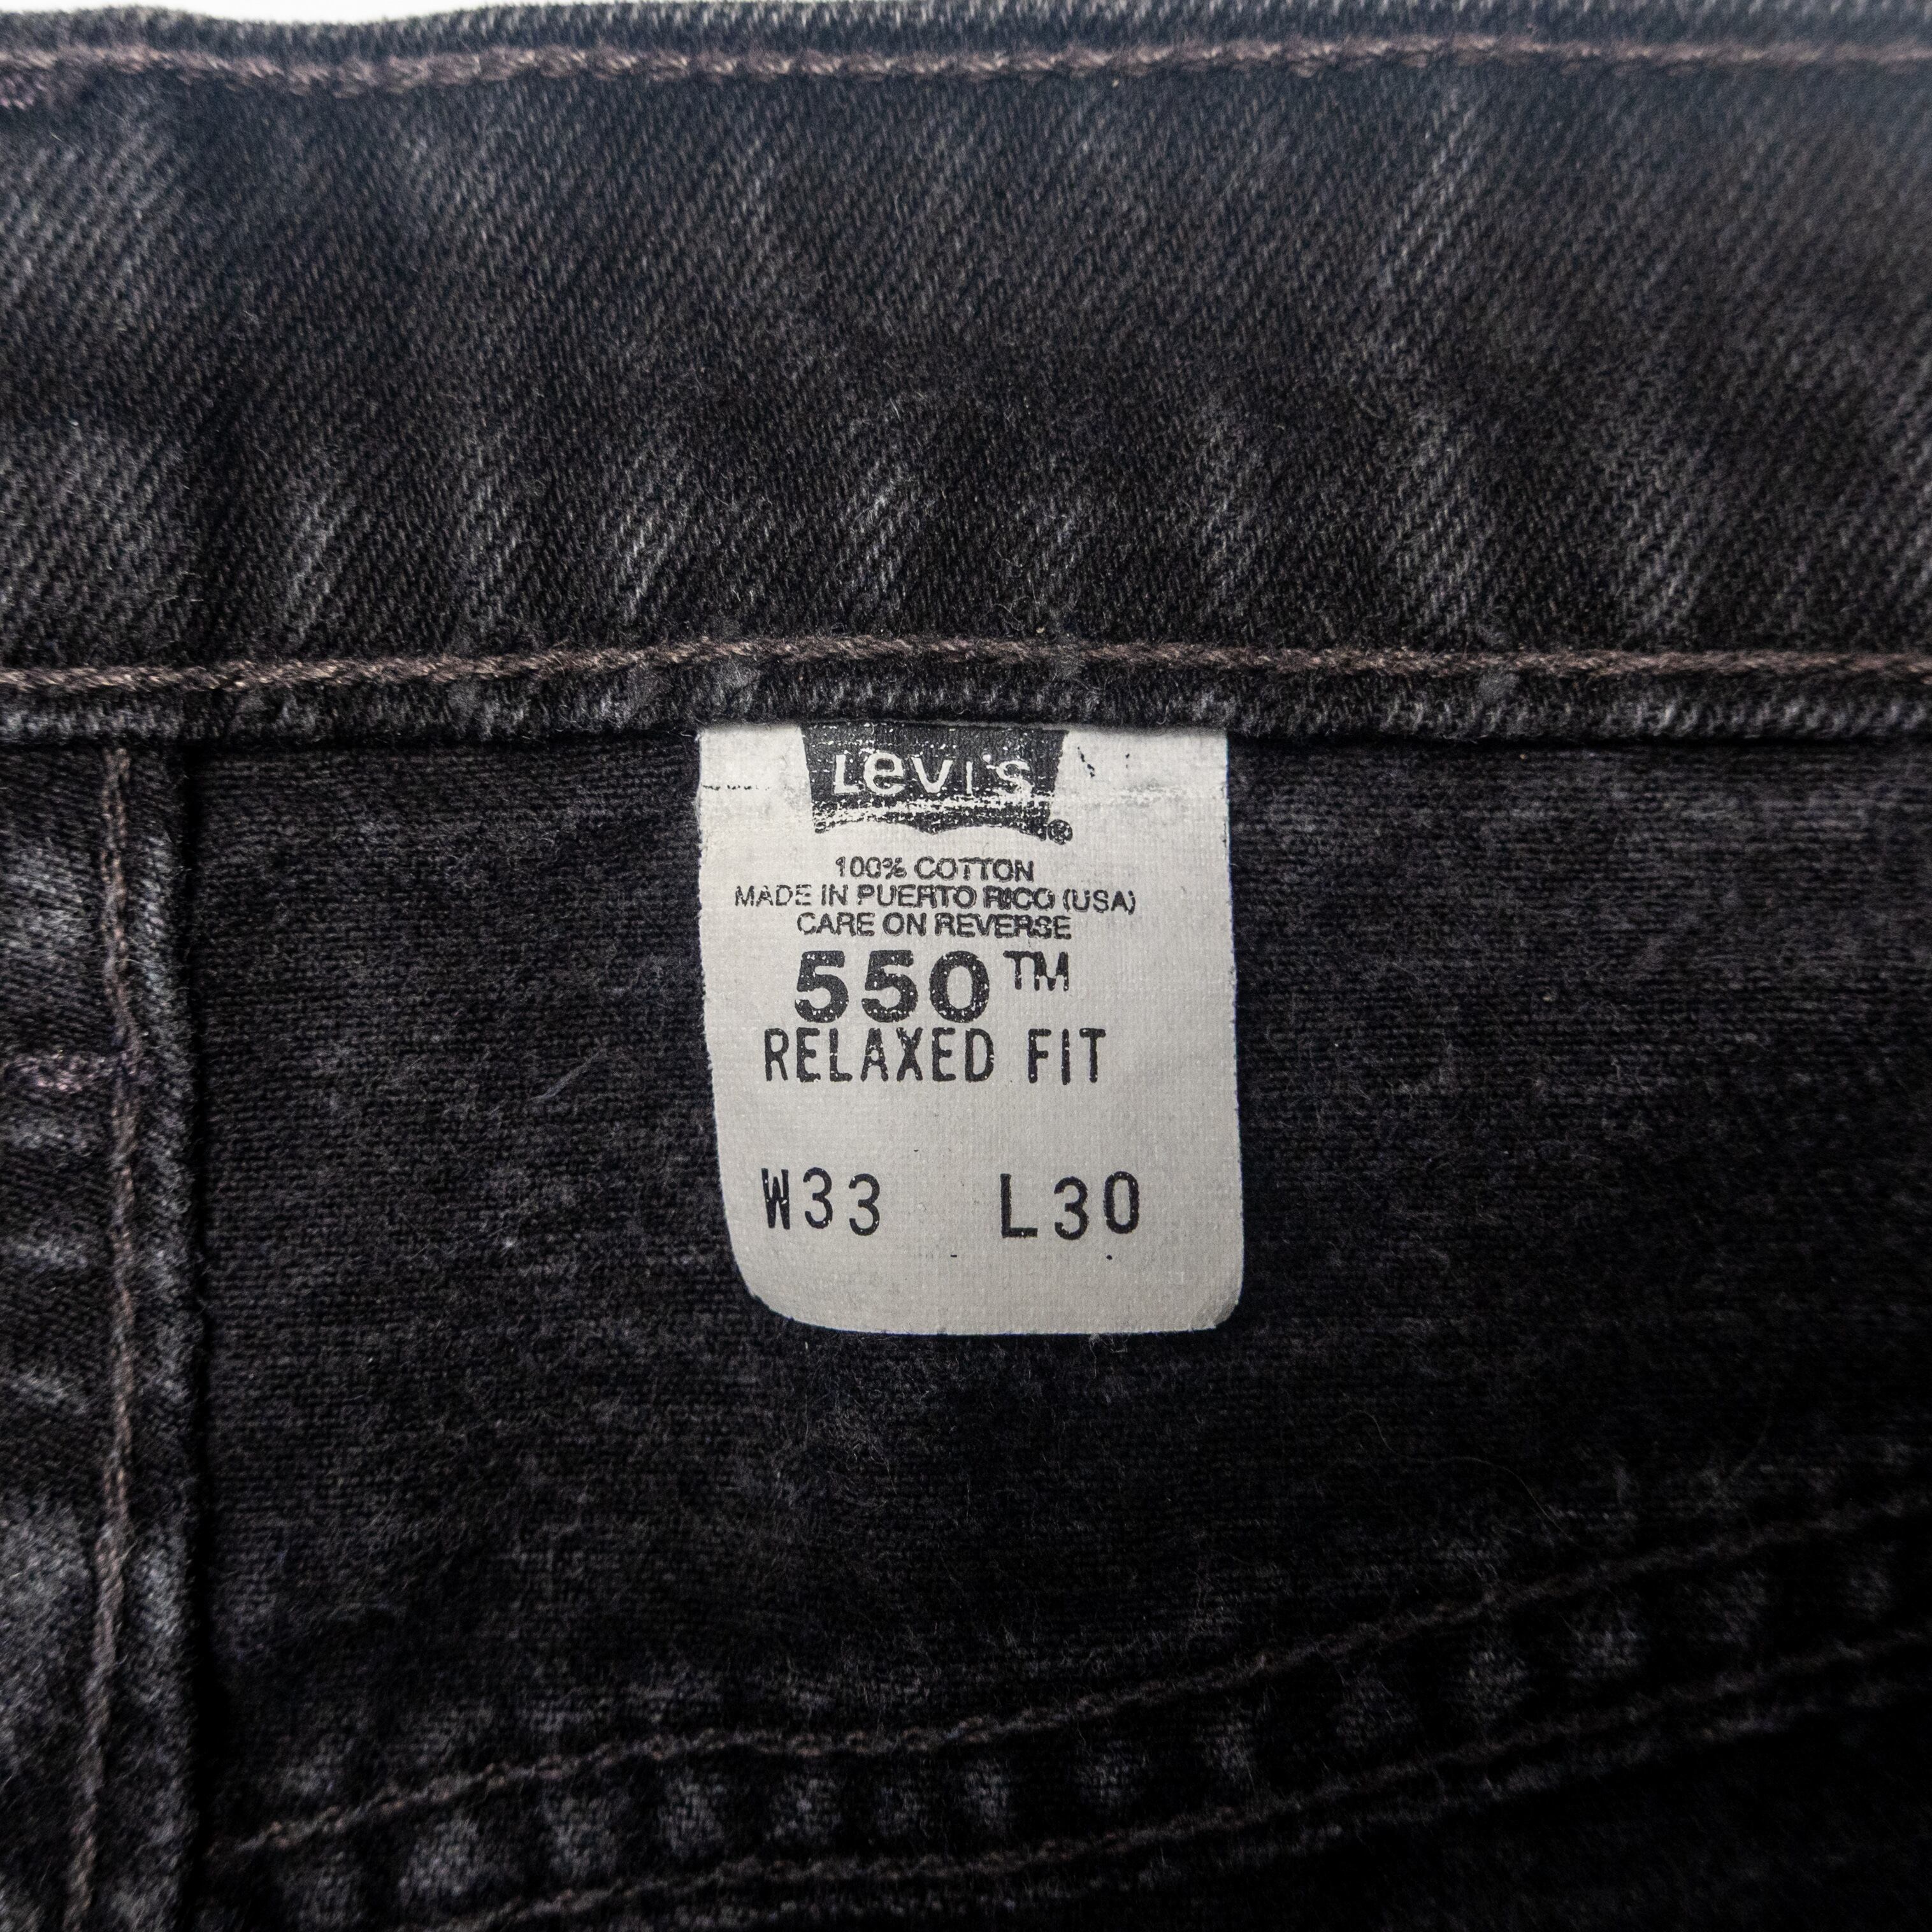 Levi's
®
100% COTTON
MADE IN PUERTO RICO (USA)
CARE ON REVERSE
550™
RELAXED FIT
W33 L30